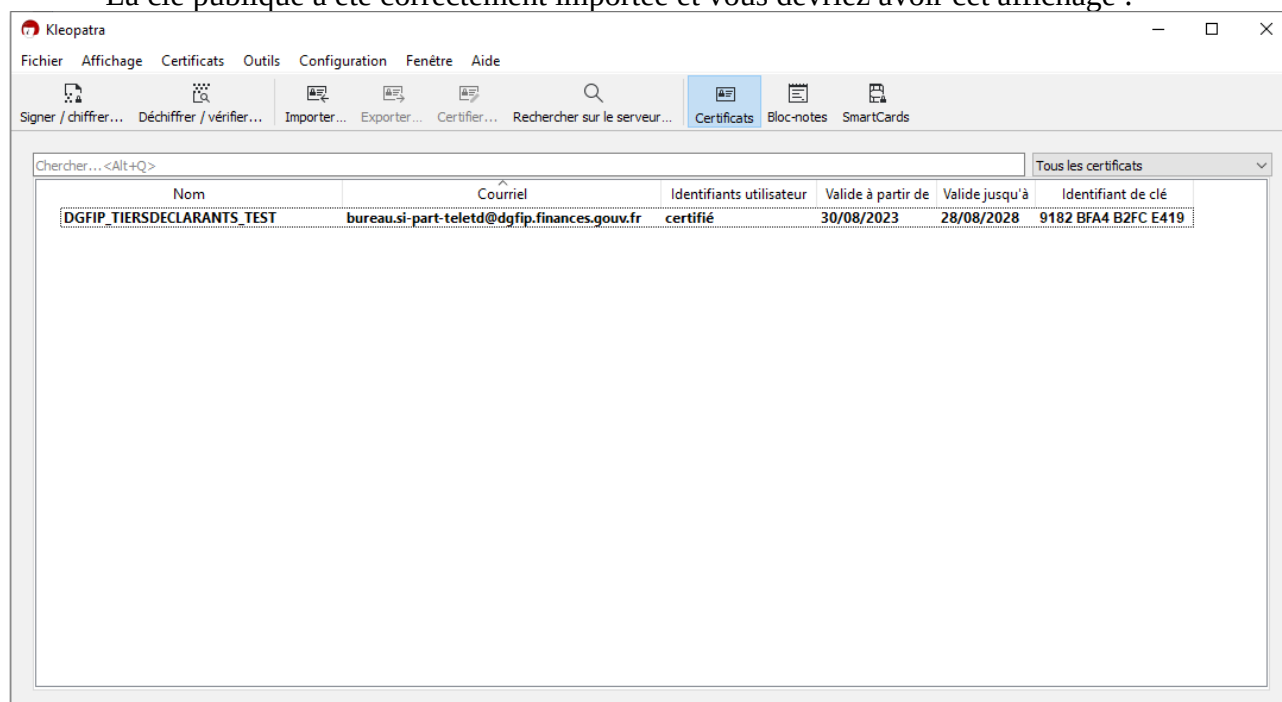 La clé publique a été correctement importée et vous devriez avoir cet affichage :
Kleopatra
Fichier Affichage Certificats Outils Configuration Fenêtre Aide
Signer / chiffrer... Déchiffrer / vérifier... Importer... Exporter... Certifier... Rechercher sur le serveur... Certificats Bloc-notes SmartCards
Chercher...<Alt+Q> Tous les certificats
Nom Courriel Identifiants utilisateur Valide à partir de Valide jusqu'à Identifiant de clé
DGFIP_TIERSDECLARANTS_TEST bureau.si-part-teletd@dgfip.finances.gouv.fr certifié 30/08/2023 28/08/2028 9182 BFA4 B2FC E419